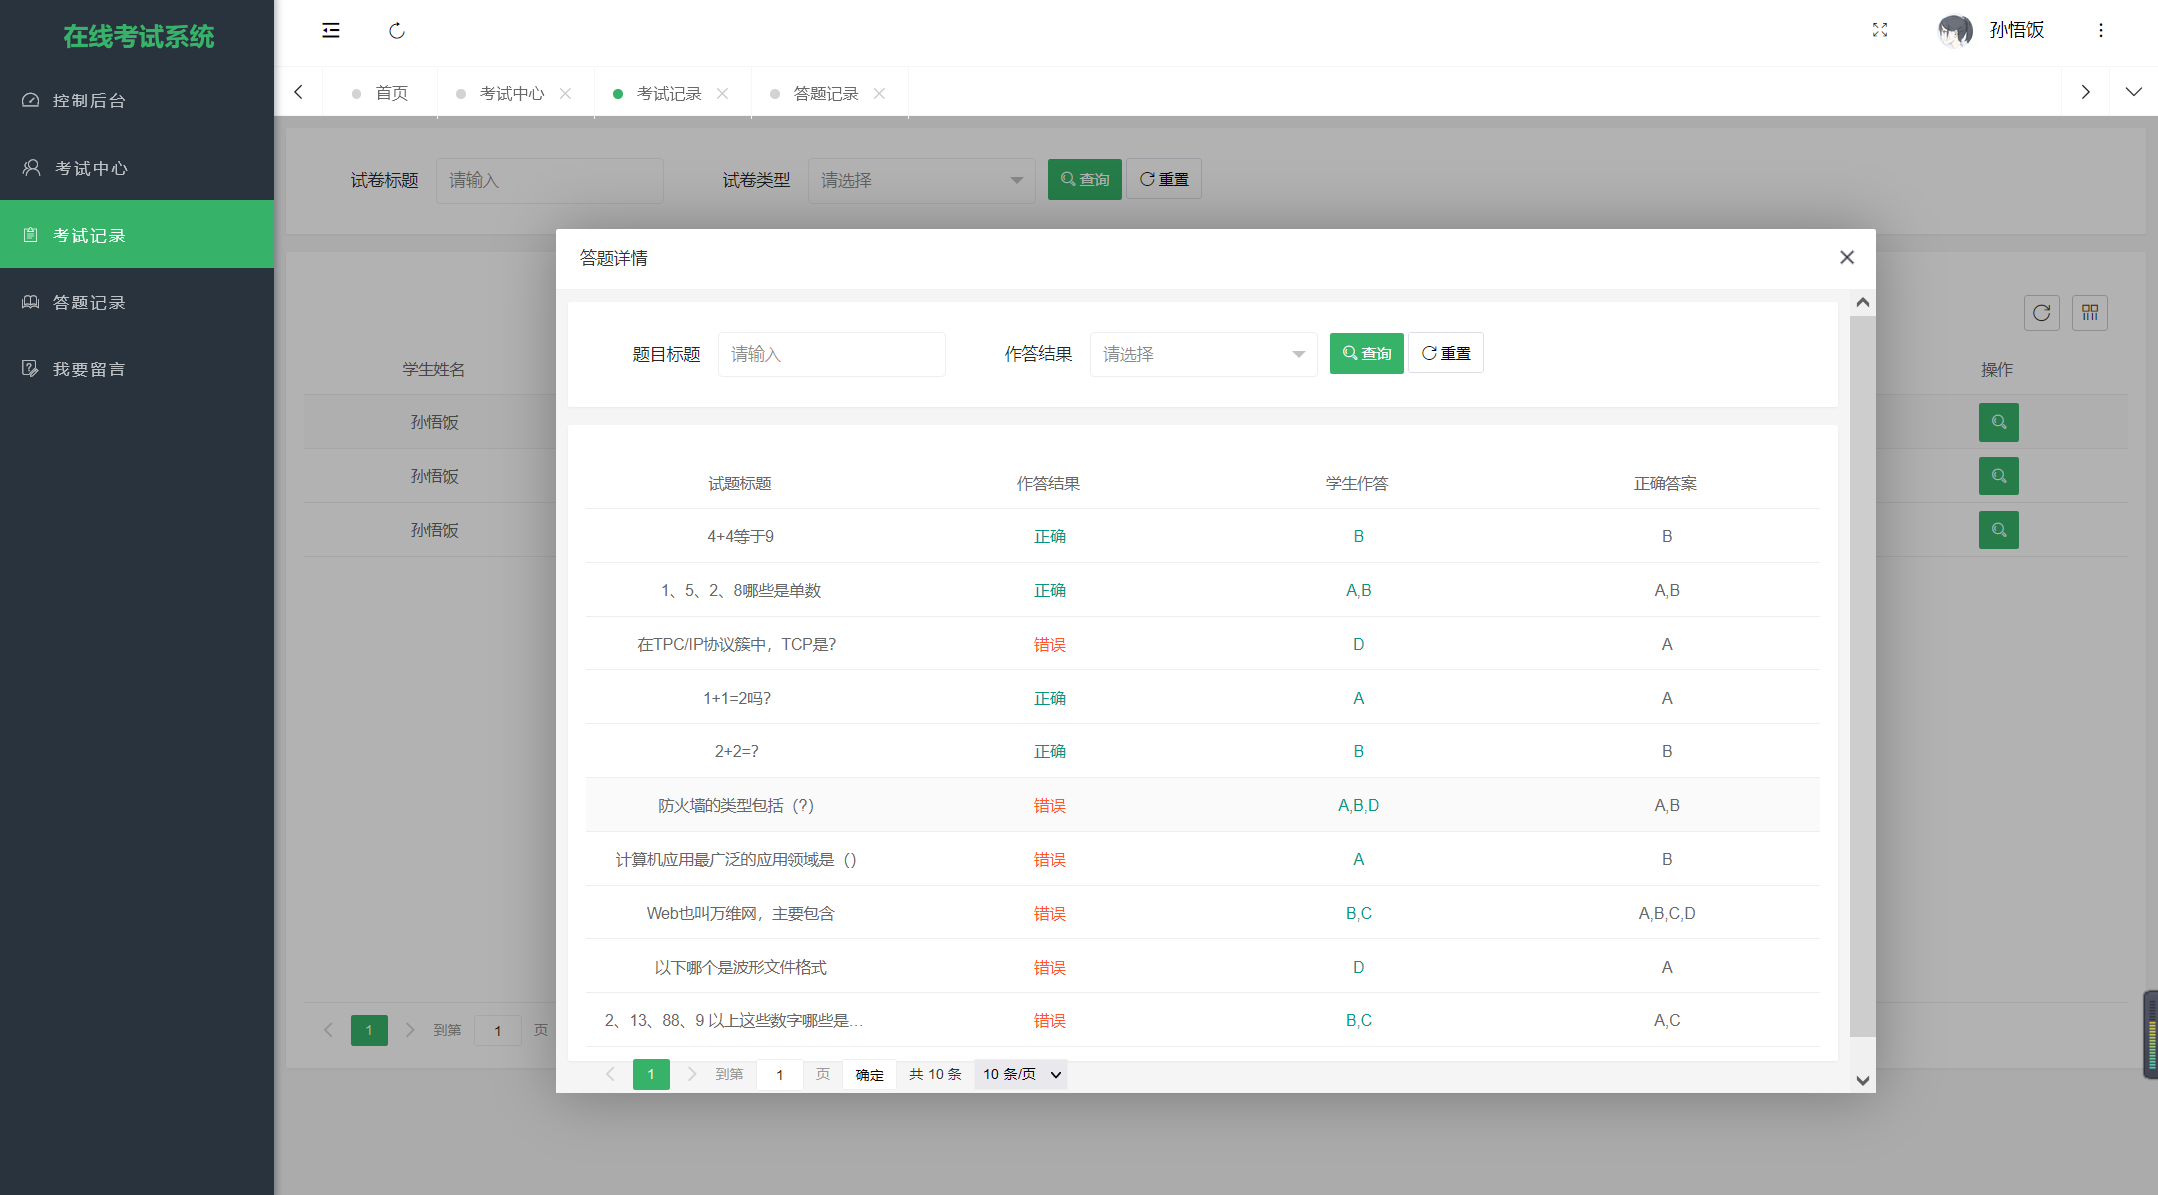 在线考试系统
孙悟饭
控制后台
考试中心
考试记录
答题记录
我要留言
首页
考试中心
考试记录
答题记录
试卷标题 请输入 试卷类型 请选择 查询 重置
学生姓名 操作
孙悟饭
孙悟饭
孙悟饭
1 到第 1 页
答题详情
题目标题 请输入 作答结果 请选择 查询 重置
试题标题 作答结果 学生作答 正确答案
4+4等于9 正确 B B
1、5、2、8哪些是单数 正确 A,B A,B
在TPC/IP协议簇中，TCP是? 错误 D A
1+1=2吗? 正确 A A
2+2=? 正确 B B
防火墙的类型包括（?） 错误 A,B,D A,B
计算机应用最广泛的应用领域是（） 错误 A B
Web也叫万维网，主要包含 错误 B,C A,B,C,D
以下哪个是波形文件格式 错误 D A
2、13、88、9 以上这些数字哪些是... 错误 B,C A,C
1 到第 1 页 确定 共 10 条 10 条/页